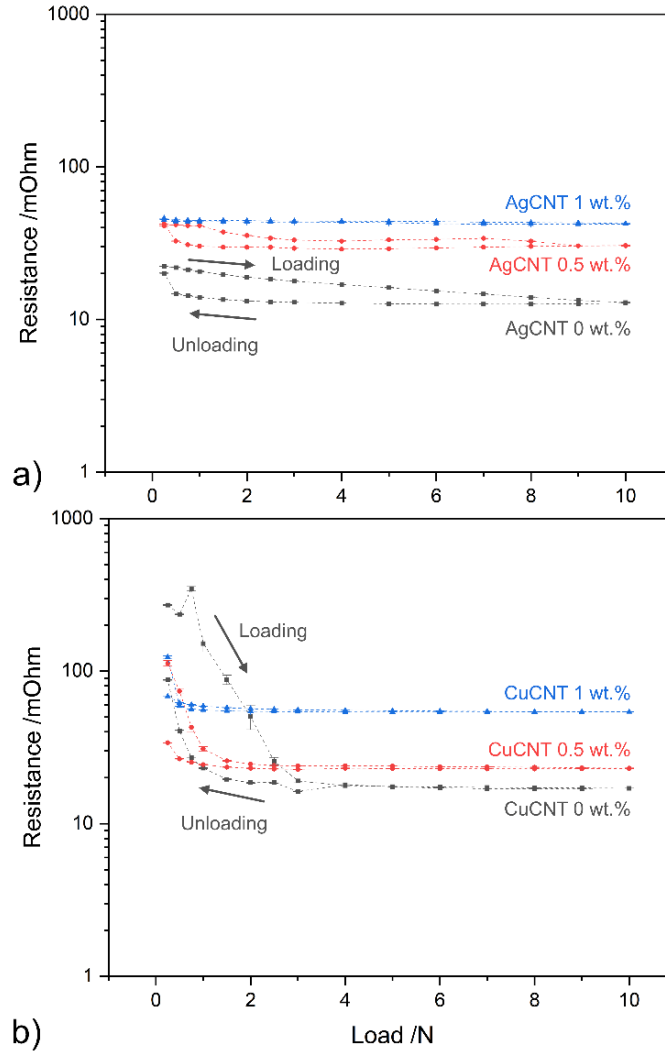 1000
100
10
1
Resistance /mOhm
AgCNT 1 wt.%
AgCNT 0.5 wt.%
AgCNT 0 wt.%
Loading
Unloading
0 2 4 6 8 10
a)
1000
100
10
1
Resistance /mOhm
Loading
CuCNT 1 wt.%
CuCNT 0.5 wt.%
CuCNT 0 wt.%
Unloading
0 2 4 6 8 10
Load /N
b)